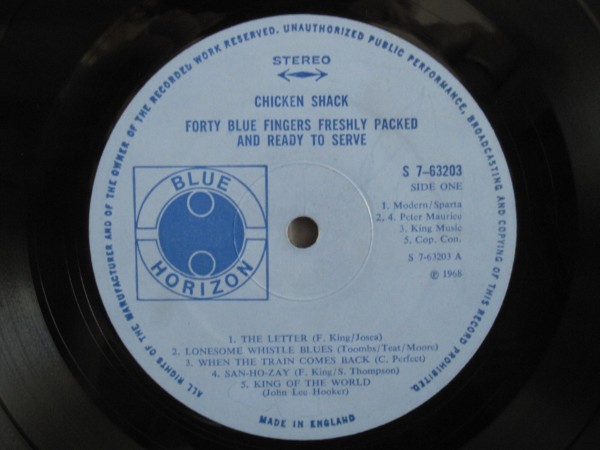 ALL RIGHTS OF THE MANUFACTURER AND OF THE OWNER OF THE RECORDED WORK RESERVED. UNAUTHORIZED PUBLIC PERFORMANCE, BROADCASTING AND COPYING OF THIS RECORD PROHIBITED.
STEREO
CHICKEN SHACK
FORTY BLUE FINGERS FRESHLY PACKED
AND READY TO SERVE
BLUE
HORIZON
S 7-63203
SIDE ONE
1. Modern/Sparta
2, 4. Peter Maurice
3. King Music
5. Cop. Con.
S 7-63203 A
℗ 1968
1. THE LETTER (F. King/Josea)
2. LONESOME WHISTLE BLUES (Toombs/Teat/Moore)
3. WHEN THE TRAIN COMES BACK (C. Perfect)
4. SAN-HO-ZAY (F. King/S. Thompson)
5. KING OF THE WORLD
(John Lee Hooker)
MADE IN ENGLAND